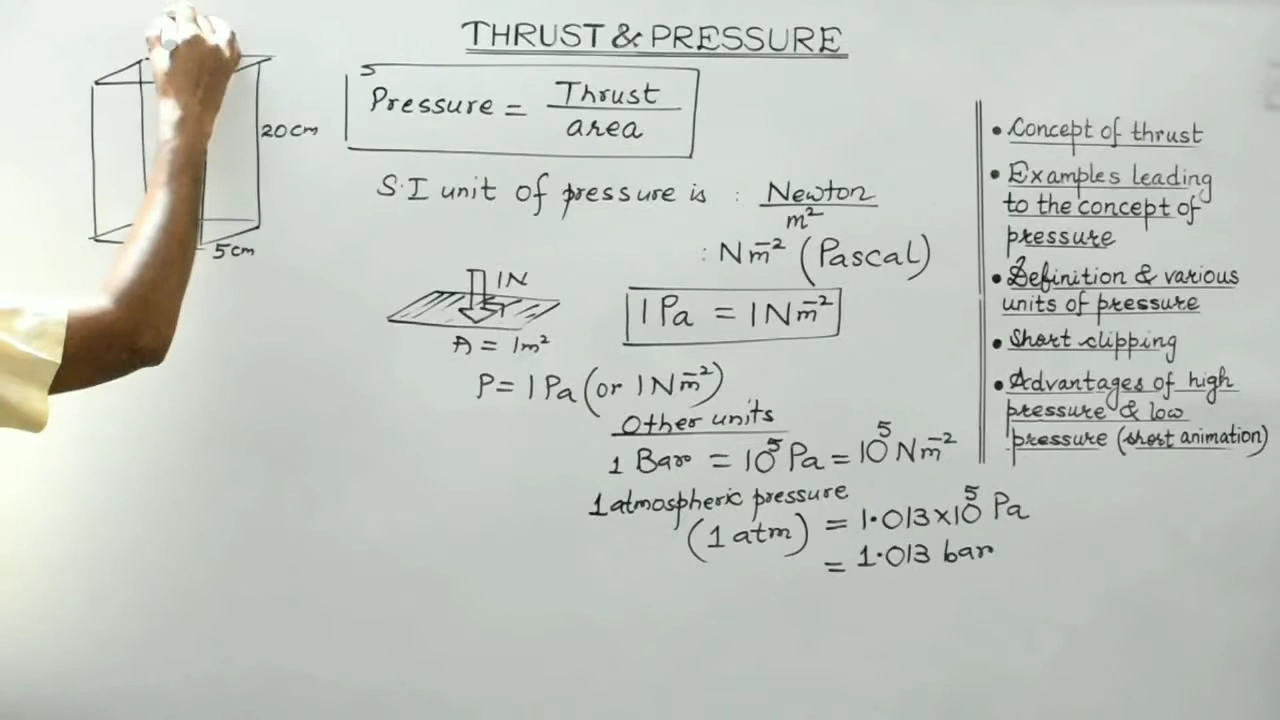 THRUST & PRESSURE
20cm
5cm
Pressure = Thrust
area
S.I unit of pressure is : Newton
m²
: Nm⁻² (Pascal)
1N
1Pa = 1Nm⁻²
A = 1m²
P = 1Pa (or 1Nm⁻²)
Other units
1 Bar = 10⁵ Pa = 10⁵ Nm⁻²
1 atmospheric pressure
(1 atm) = 1.013×10⁵ Pa
= 1.013 bar
• Concept of thrust
• Examples leading
to the concept of
pressure
• Definition & various
units of pressure
• Short clipping
• Advantages of high
pressure & low
pressure (short animation)